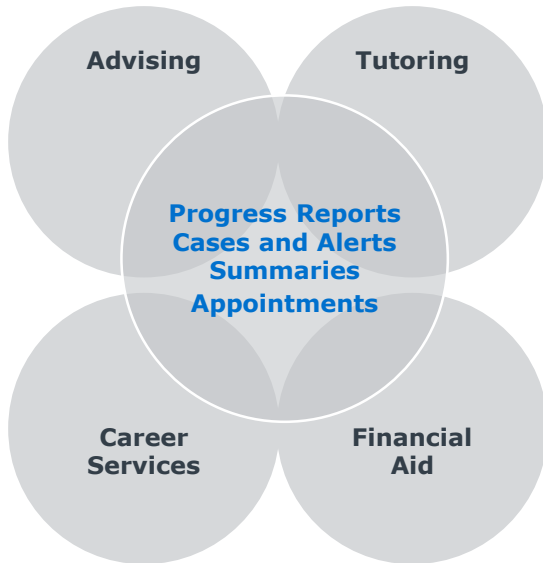 Advising
Tutoring
Progress Reports
Cases and Alerts
Summaries
Appointments
Career
Services
Financial
Aid